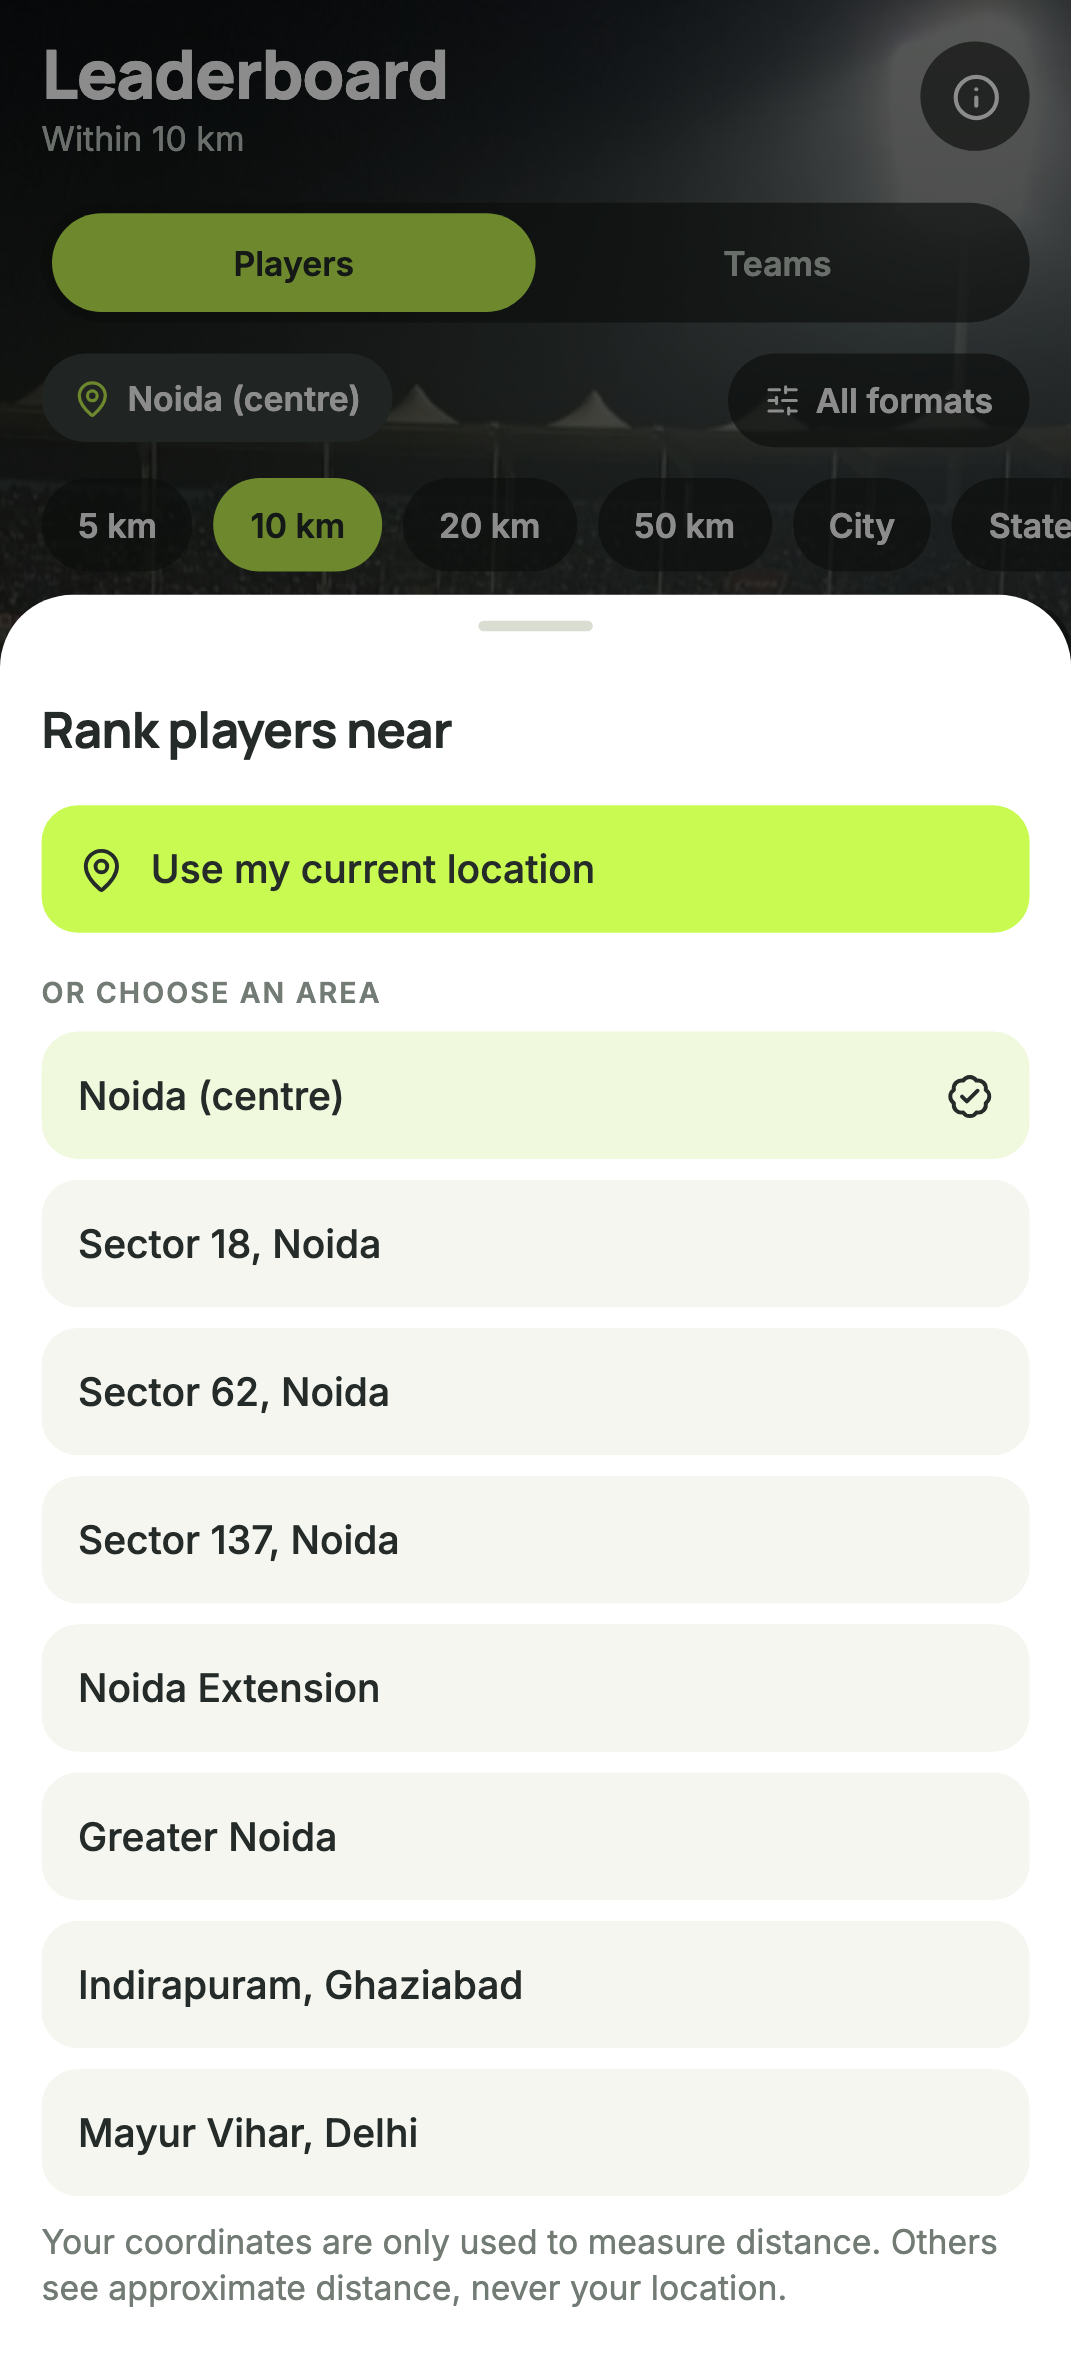 Leaderboard
Within 10 km
Players
Teams
Noida (centre)
All formats
5 km
10 km
20 km
50 km
City
State
Rank players near
Use my current location
OR CHOOSE AN AREA
Noida (centre)
Sector 18, Noida
Sector 62, Noida
Sector 137, Noida
Noida Extension
Greater Noida
Indirapuram, Ghaziabad
Mayur Vihar, Delhi
Your coordinates are only used to measure distance. Others
see approximate distance, never your location.